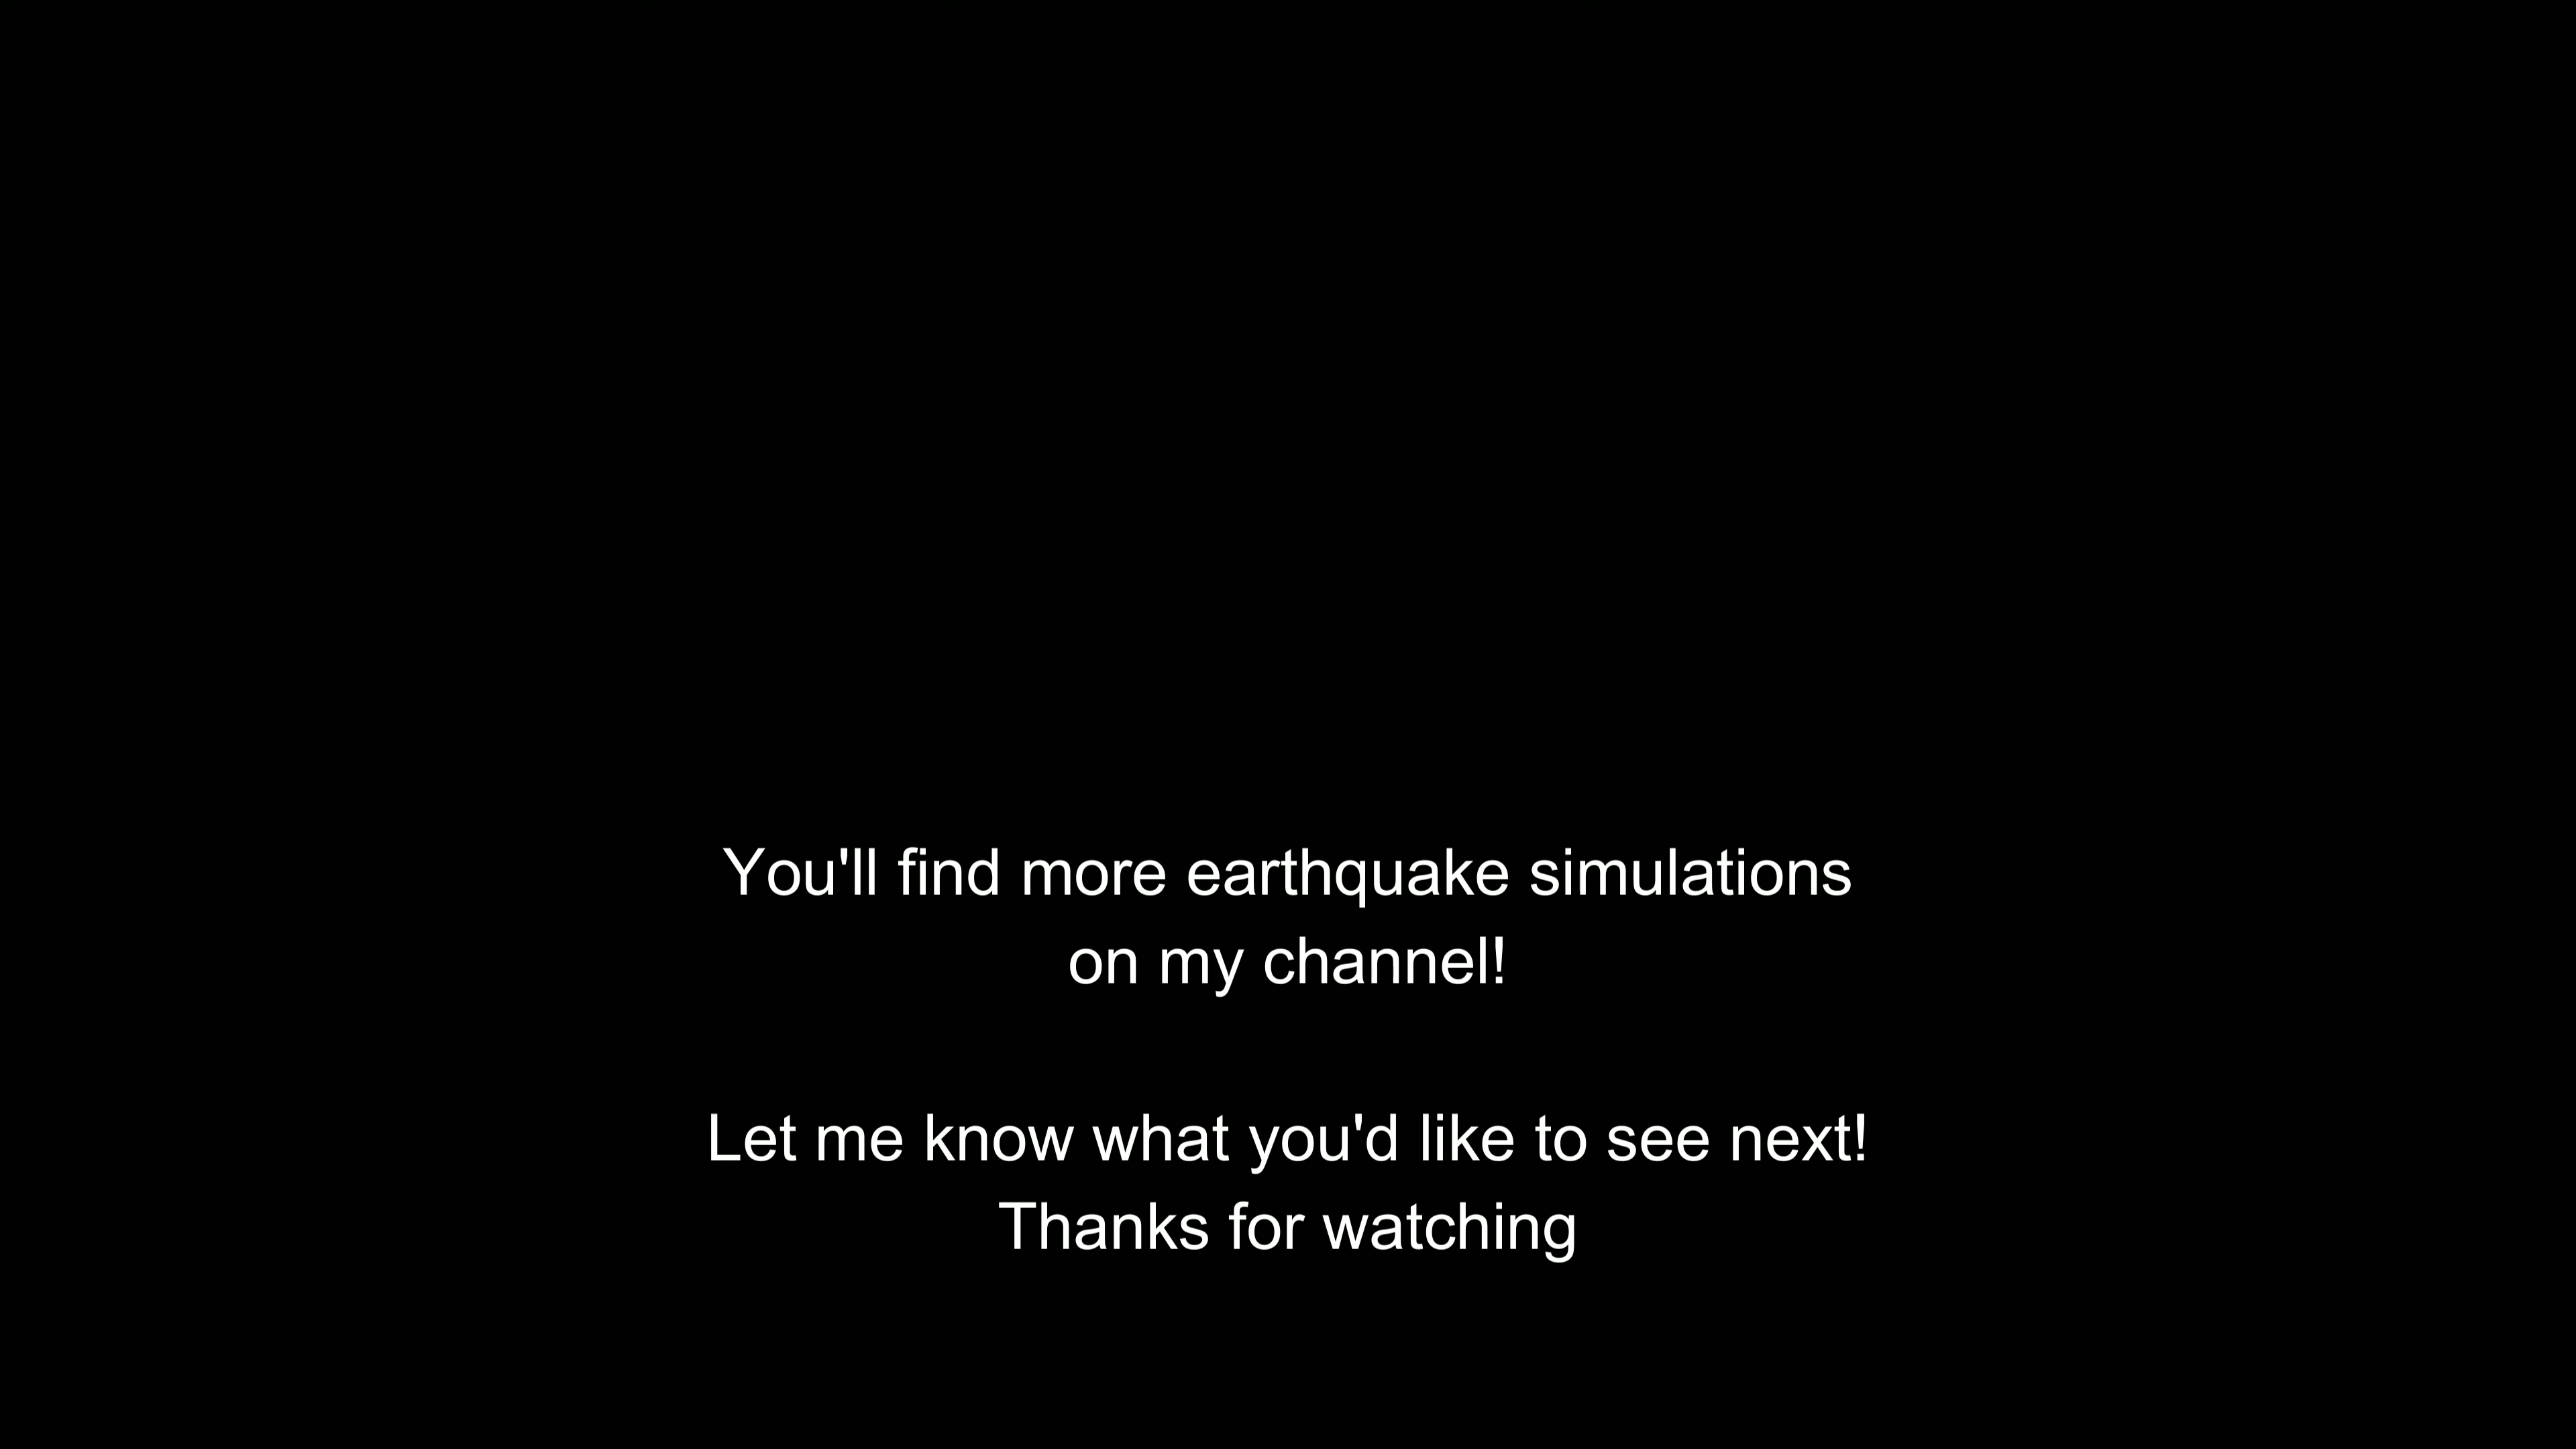 You'll find more earthquake simulations
on my channel!
Let me know what you'd like to see next!
Thanks for watching